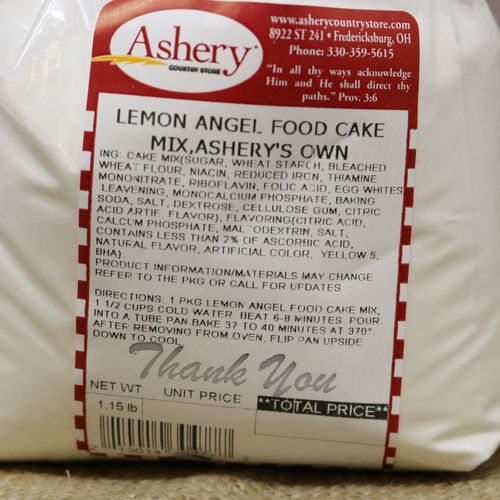 Ashery
COUNTRY STORE
www.asherycountrystore.com
8922 ST 241 • Fredericksburg, OH
Phone: 330-359-5615
"In all thy ways acknowledge
Him and He shall direct thy
paths." Prov. 3:6
LEMON ANGEL FOOD CAKE
MIX,ASHERY'S OWN
ING: CAKE MIX(SUGAR, WHEAT STARCH, BLEACHED
WHEAT FLOUR, NIACIN, REDUCED IRON, THIAMINE
MONONITRATE, RIBOFLAVIN, FOLIC ACID, EGG WHITES
LEAVENING, MONOCALCIUM PHOSPHATE, BAKING
SODA, SALT, DEXTROSE, CELLULOSE GUM, CITRIC
ACID ARTIF. FLAVOR), FLAVORING(CITRIC ACID,
CALCIUM PHOSPHATE, MALTODEXTRIN, SALT,
CONTAINS LESS THAN 2% OF ASCORBIC ACID,
NATURAL FLAVOR, ARTIFICIAL COLOR, YELLOW 5,
BHA).
PRODUCT INFORMATION/MATERIALS MAY CHANGE
REFER TO THE PKG OR CALL FOR UPDATES
DIRECTIONS: 1 PKG LEMON ANGEL FOOD CAKE MIX,
1 1/2 CUPS COLD WATER. BEAT 6-8 MINUTES. POUR
INTO A TUBE PAN.BAKE 37 TO 40 MINUTES AT 370°
AFTER REMOVING FROM OVEN, FLIP PAN UPSIDE
DOWN TO COOL
Thank You
NET WT UNIT PRICE **TOTAL PRICE**
1.15 lb